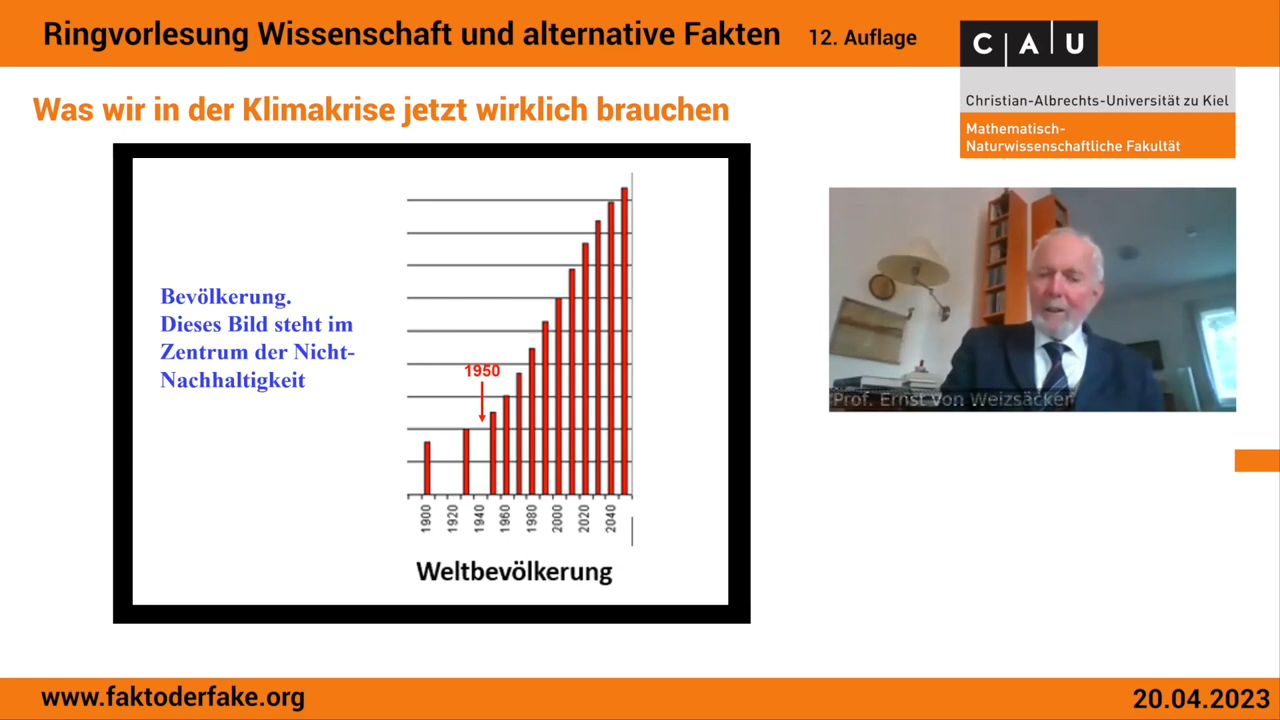 Ringvorlesung Wissenschaft und alternative Fakten 12. Auflage
C A U
Christian-Albrechts-Universität zu Kiel
Mathematisch-
Naturwissenschaftliche Fakultät
Was wir in der Klimakrise jetzt wirklich brauchen
Bevölkerung.
Dieses Bild steht im
Zentrum der Nicht-
Nachhaltigkeit
1950
1900 1920 1940 1960 1980 2000 2020 2040
Weltbevölkerung
Prof. Ernst Von Weizsäcker
www.faktoderfake.org
20.04.2023